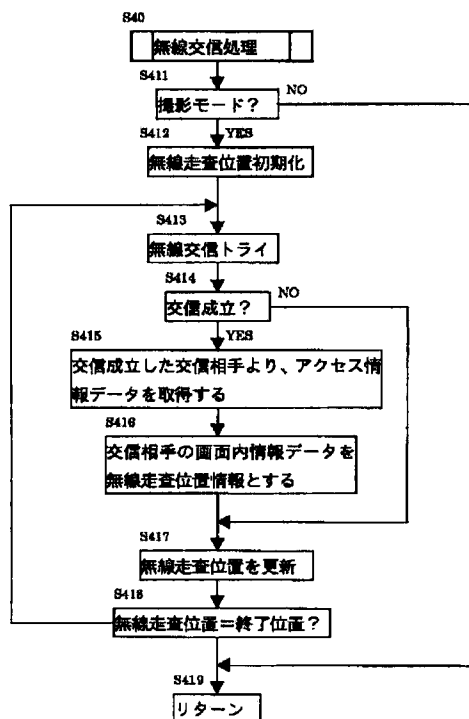 S40
無線交信処理
S411
撮影モード？
NO
S412
YES
無線走査位置初期化
S413
無線交信トライ
S414
交信成立？
NO
S415
YES
交信成立した交信相手より、アクセス情
報データを取得する
S416
交信相手の画面内情報データを
無線走査位置情報とする
S417
無線走査位置を更新
S418
無線走査位置＝終了位置？
S419
リターン